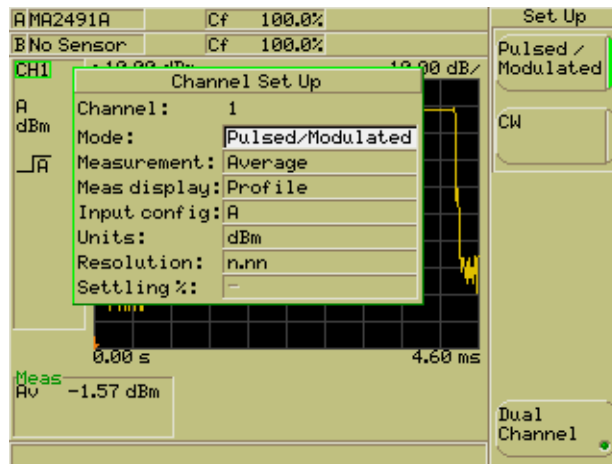 A MA2491A Cf 100.0% Set Up
B No Sensor Cf 100.0%
Pulsed / Modulated
CH1 10.00 dB/
Channel Set Up
A
dBm
A
Channel: 1
Mode: Pulsed/Modulated
Measurement: Average
Meas display: Profile
Input config: A
Units: dBm
Resolution: n.nn
Settling %: –
CW
0.00 s 4.60 ms
Meas
Av -1.57 dBm
Dual
Channel